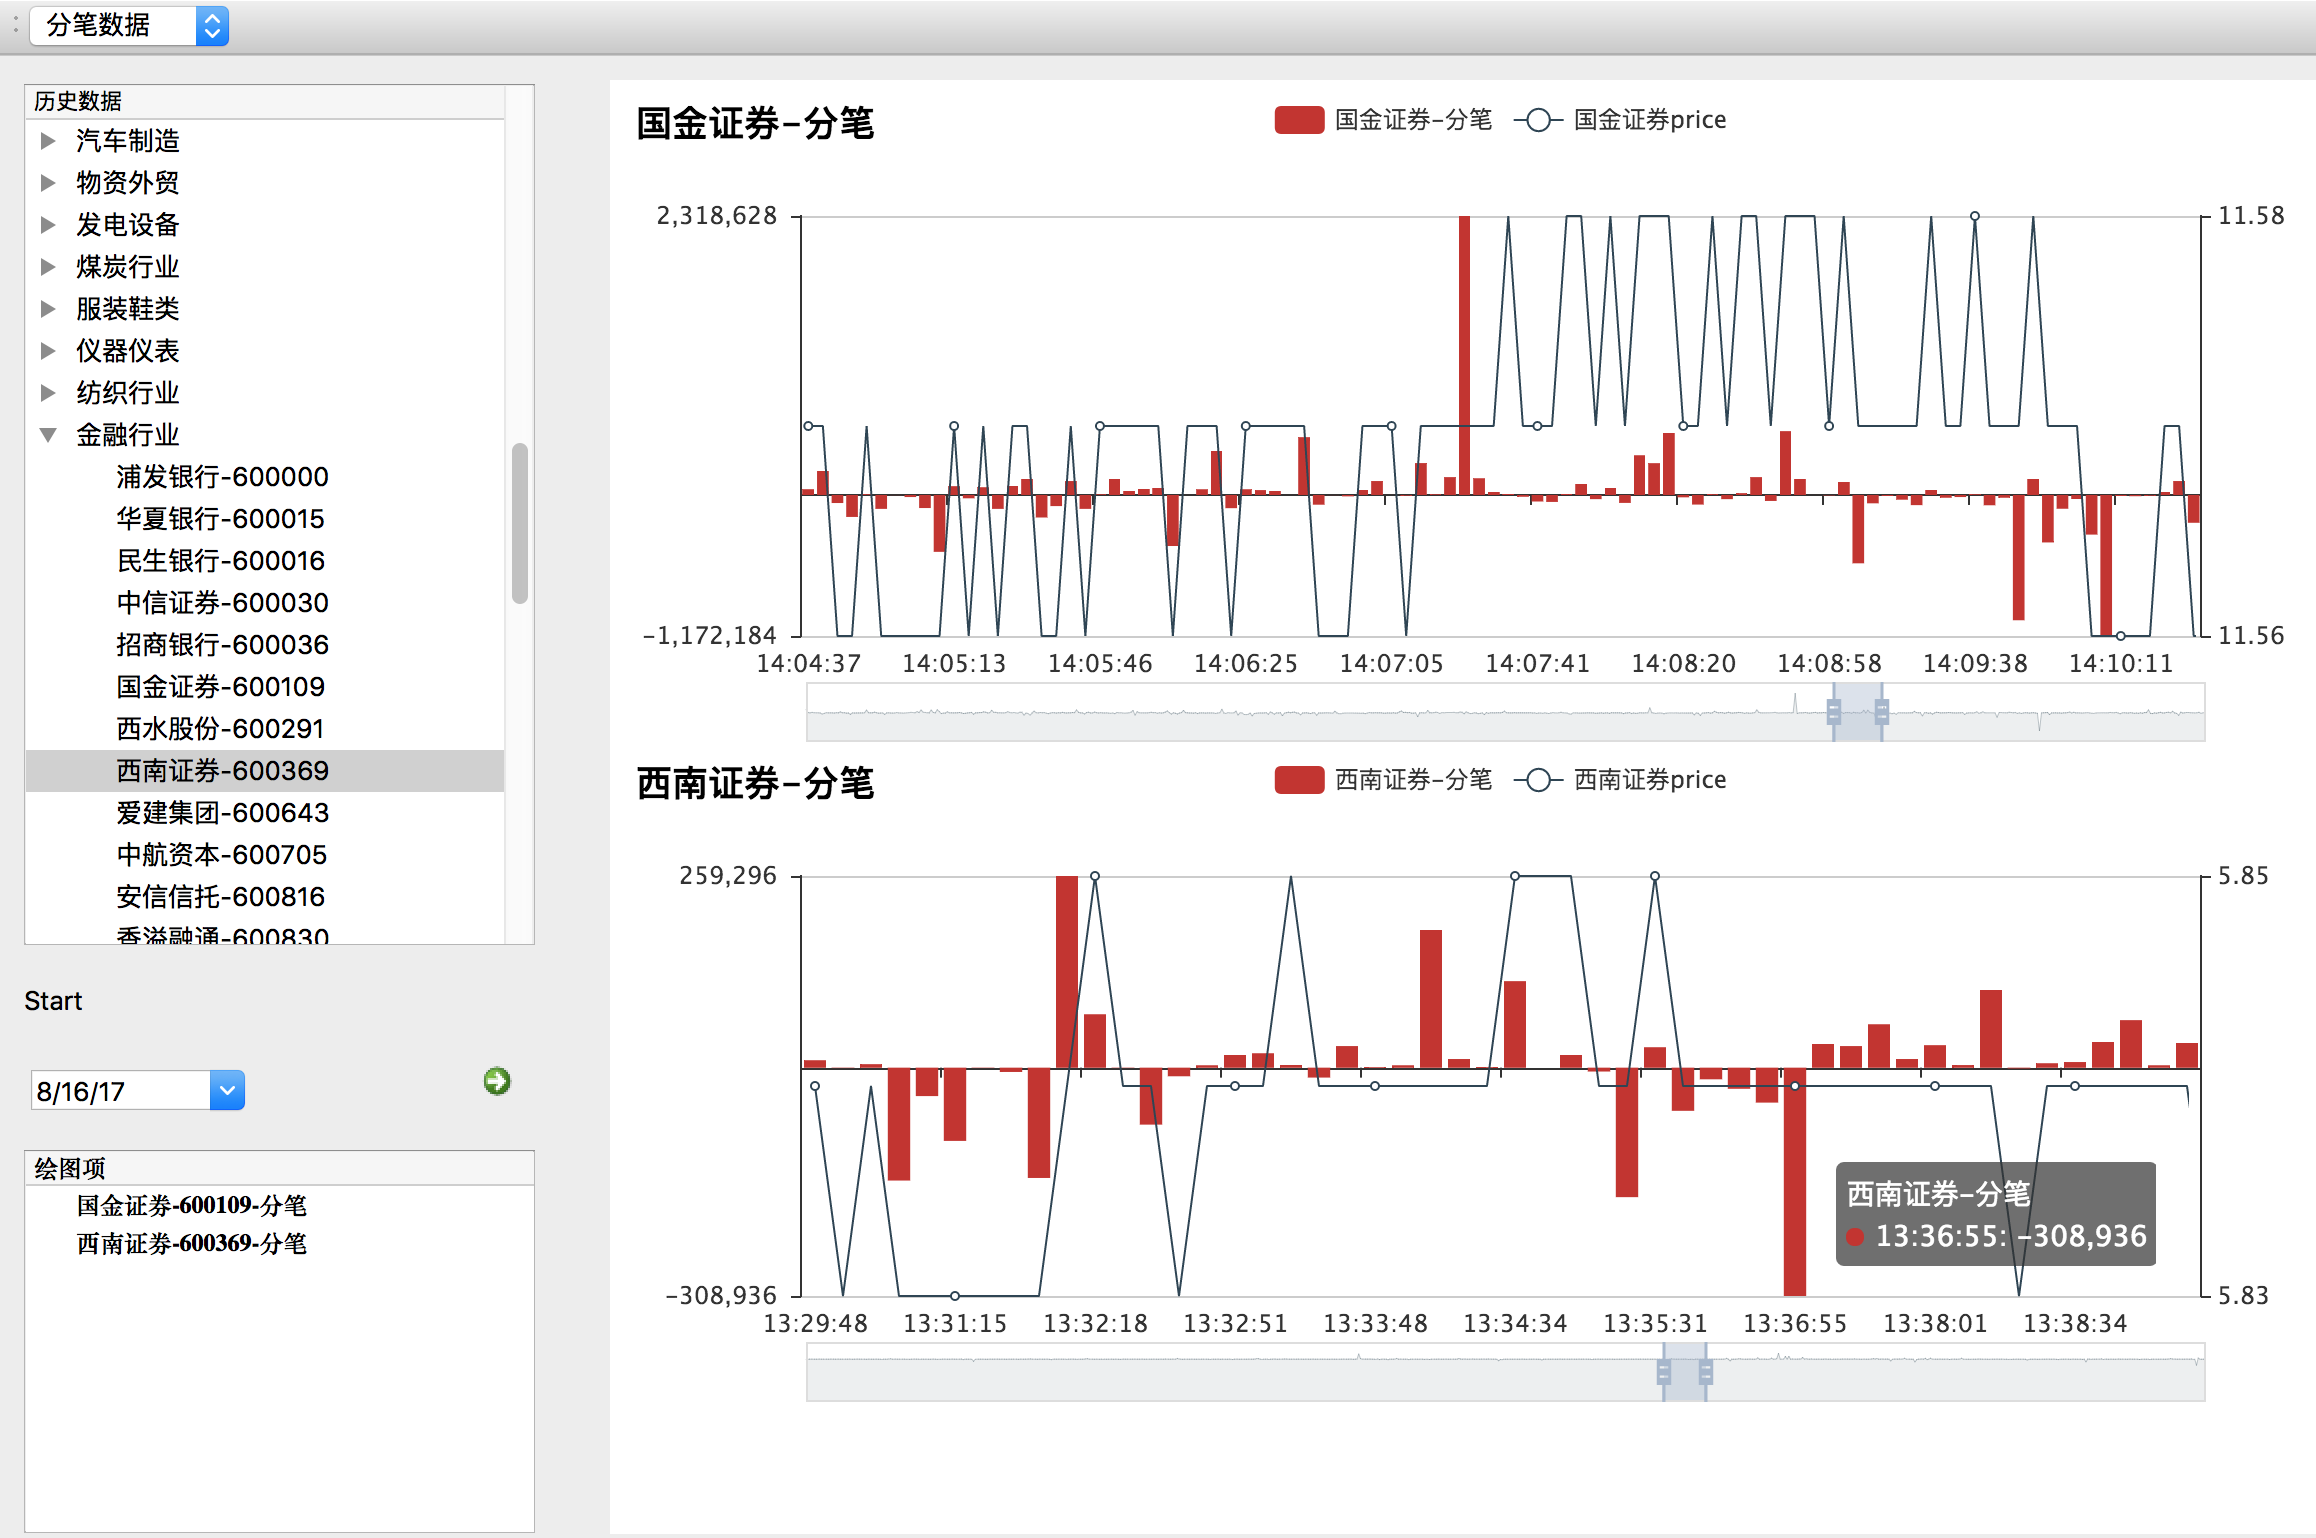 分笔数据
历史数据
汽车制造
物资外贸
发电设备
煤炭行业
服装鞋类
仪器仪表
纺织行业
金融行业
浦发银行-600000
华夏银行-600015
民生银行-600016
中信证券-600030
招商银行-600036
国金证券-600109
西水股份-600291
西南证券-600369
爱建集团-600643
中航资本-600705
安信信托-600816
香溢融通-600830
Start
8/16/17
绘图项
国金证券-600109-分笔
西南证券-600369-分笔
国金证券-分笔
国金证券-分笔 国金证券price
2,318,628 11.58
-1,172,184 11.56
14:04:37 14:05:13 14:05:46 14:06:25 14:07:05 14:07:41 14:08:20 14:08:58 14:09:38 14:10:11
西南证券-分笔
西南证券-分笔 西南证券price
259,296 5.85
西南证券-分笔
13:36:55: -308,936
-308,936 5.83
13:29:48 13:31:15 13:32:18 13:32:51 13:33:48 13:34:34 13:35:31 13:36:55 13:38:01 13:38:34